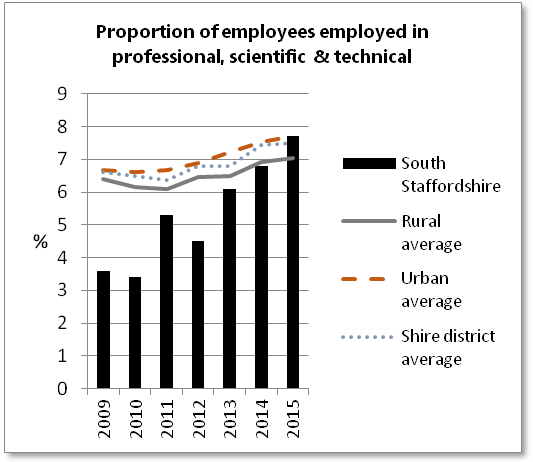 Proportion of employees employed in
professional, scientific & technical
9
8
7
6
5
4
3
2
1
0
%
2009
2010
2011
2012
2013
2014
2015
South
Staffordshire
Rural
average
Urban
average
Shire district
average